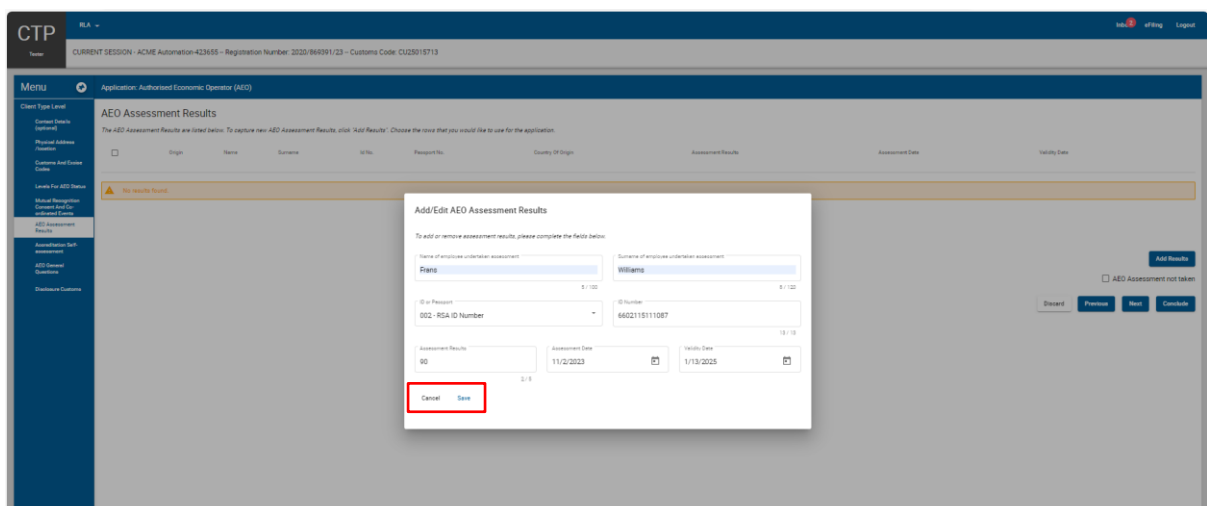 CTP
RLA
Inbox 2 eFiling Logout
Tester
CURRENT SESSION - ACME Automation-423655 -- Registration Number: 2020/869391/23 -- Customs Code: CU25015713
Menu
Application: Authorised Economic Operator (AEO)
Client Type Level
Contact Details
(optional)
Physical Address
/location
Customs And Excise
Codes
Levels For AEO Status
Mutual Recognition
Consent And Co-
ordinated Events
AEO Assessment
Results
Accreditation Self-
assessment
AEO General
Questions
Disclosure Customs
AEO Assessment Results
The AEO Assessment Results are listed below. To capture new AEO Assessment Results, click 'Add Results'. Choose the rows that you would like to use for the application.
Origin Name Surname Id No. Passport No. Country Of Origin Assessment Results Assessment Date Validity Date
No results found.
Add/Edit AEO Assessment Results
To add or remove assessment results, please complete the fields below.
Name of employee undertaken assessment
Frans
5 / 100
Surname of employee undertaken assessment
Williams
8 / 120
ID or Passport
002 - RSA ID Number
ID Number
6602115111087
13 / 13
Assessment Results
90
2 / 5
Assessment Date
11/2/2023
Validity Date
1/13/2025
Cancel Save
Add Results
AEO Assessment not taken
Discard Previous Next Conclude